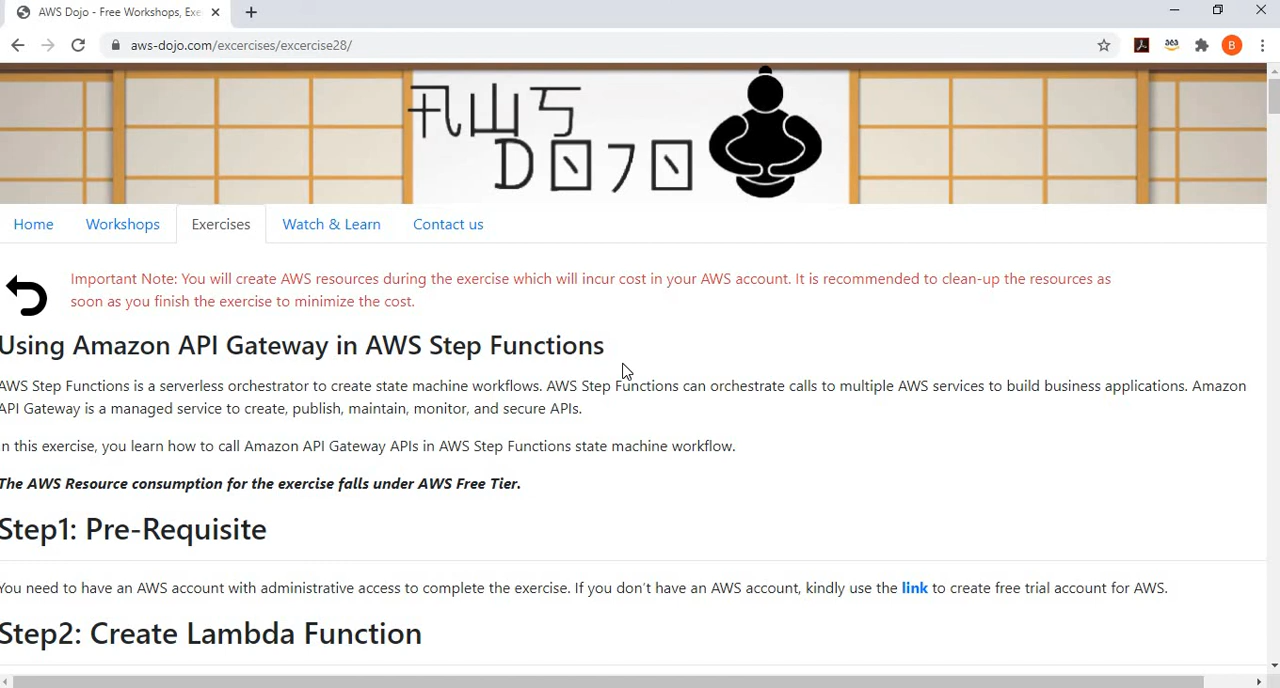 AWS Dojo - Free Workshops, Exe
aws-dojo.com/excercises/excercise28/
B
AWS
DOJO
Home Workshops Exercises Watch & Learn Contact us
Important Note: You will create AWS resources during the exercise which will incur cost in your AWS account. It is recommended to clean-up the resources as
soon as you finish the exercise to minimize the cost.
Using Amazon API Gateway in AWS Step Functions
AWS Step Functions is a serverless orchestrator to create state machine workflows. AWS Step Functions can orchestrate calls to multiple AWS services to build business applications. Amazon
API Gateway is a managed service to create, publish, maintain, monitor, and secure APIs.
In this exercise, you learn how to call Amazon API Gateway APIs in AWS Step Functions state machine workflow.
The AWS Resource consumption for the exercise falls under AWS Free Tier.
Step1: Pre-Requisite
You need to have an AWS account with administrative access to complete the exercise. If you don't have an AWS account, kindly use the link to create free trial account for AWS.
Step2: Create Lambda Function